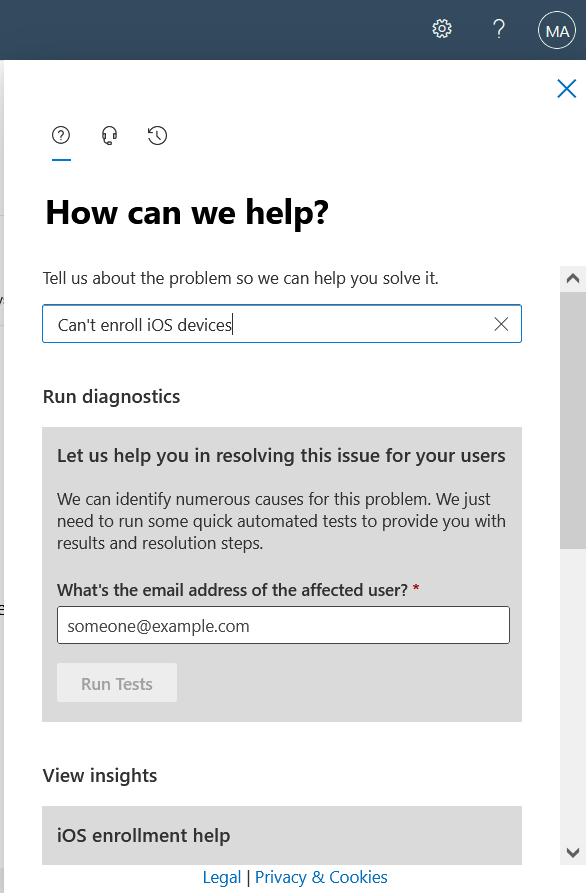 MA
How can we help?
Tell us about the problem so we can help you solve it.
Can't enroll iOS devices
Run diagnostics
Let us help you in resolving this issue for your users
We can identify numerous causes for this problem. We just
need to run some quick automated tests to provide you with
results and resolution steps.
What's the email address of the affected user? *
someone@example.com
Run Tests
View insights
iOS enrollment help
Legal | Privacy & Cookies